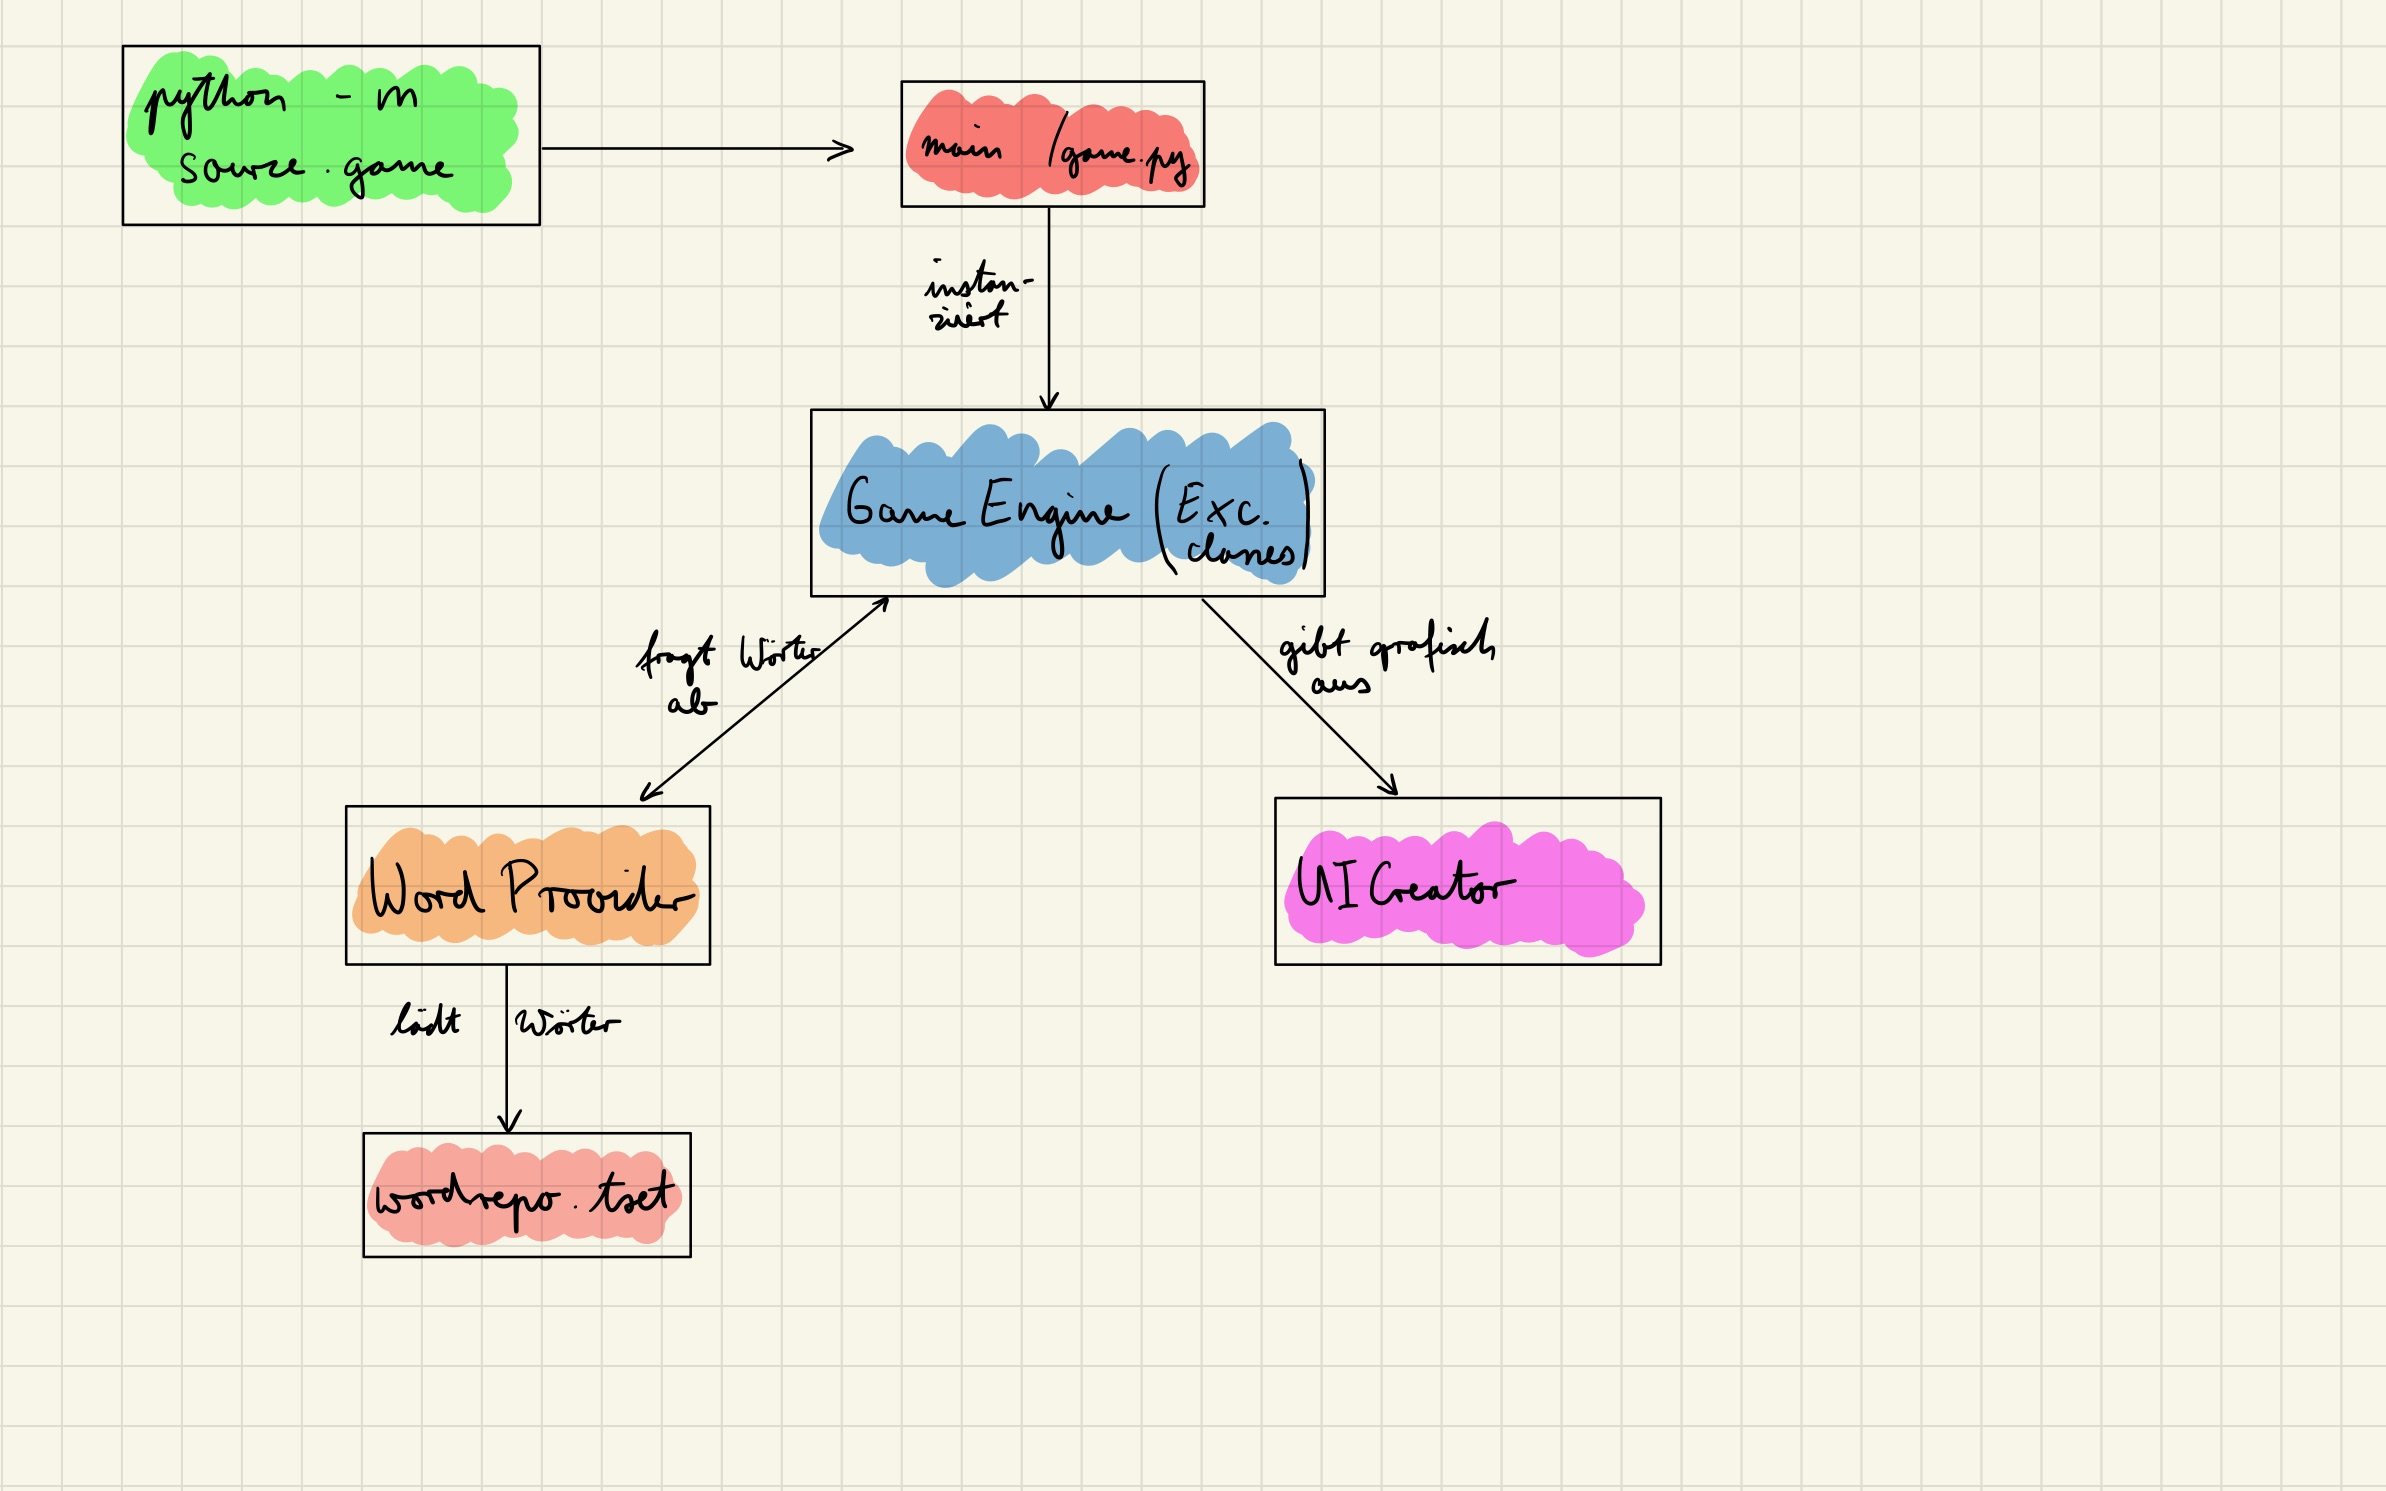 python - m
source.game
main / game.py
instan-
ziiert
Game Engine (Exc.
clanes)
fragt Wörter
ab
gibt grafisch
aus
Word Provider
UI Creator
lädt Wörter
wordrepo.txt